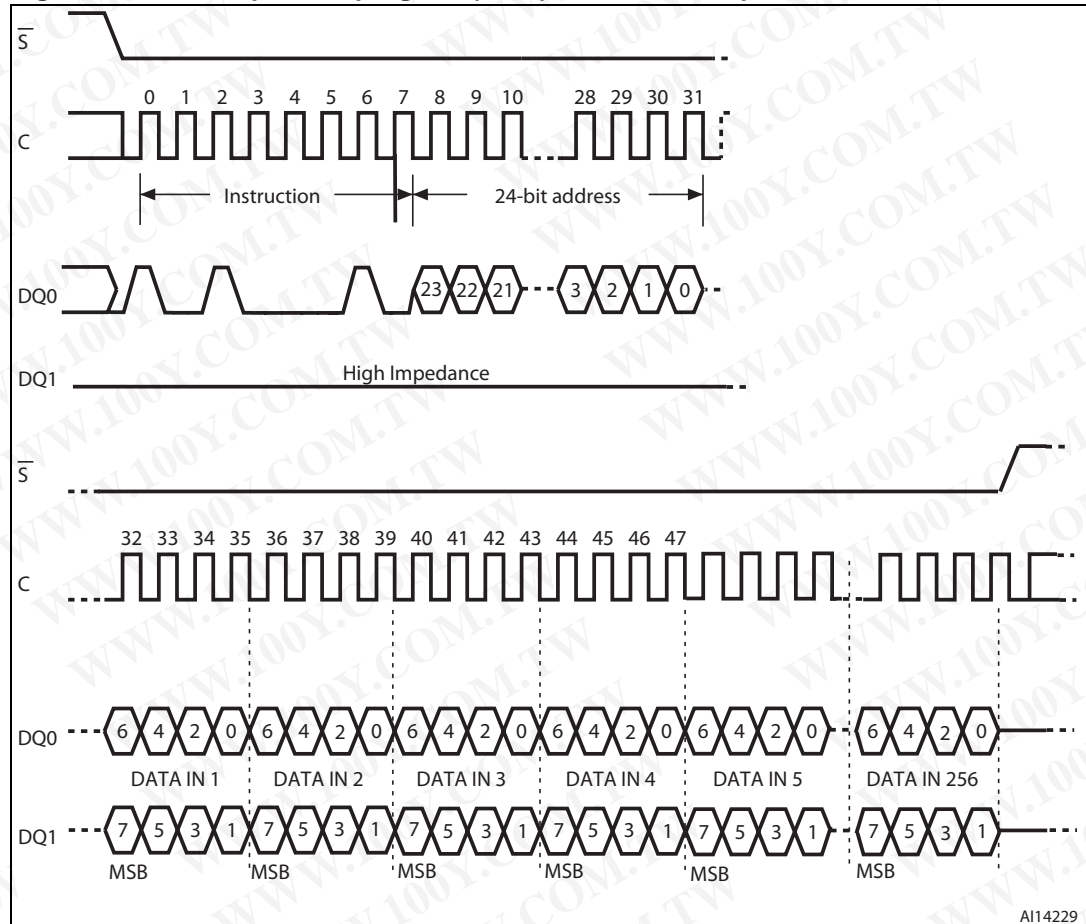 S
0 1 2 3 4 5 6 7 8 9 10 28 29 30 31
C
Instruction 24-bit address
DQ0 23 22 21 3 2 1 0
DQ1 High Impedance
S
32 33 34 35 36 37 38 39 40 41 42 43 44 45 46 47
C
DQ0 6 4 2 0 6 4 2 0 6 4 2 0 6 4 2 0 6 4 2 0 6 4 2 0
DATA IN 1 DATA IN 2 DATA IN 3 DATA IN 4 DATA IN 5 DATA IN 256
DQ1 7 5 3 1 7 5 3 1 7 5 3 1 7 5 3 1 7 5 3 1 7 5 3 1
MSB MSB MSB MSB MSB MSB
AI14229
WWW.100Y.COM.TW